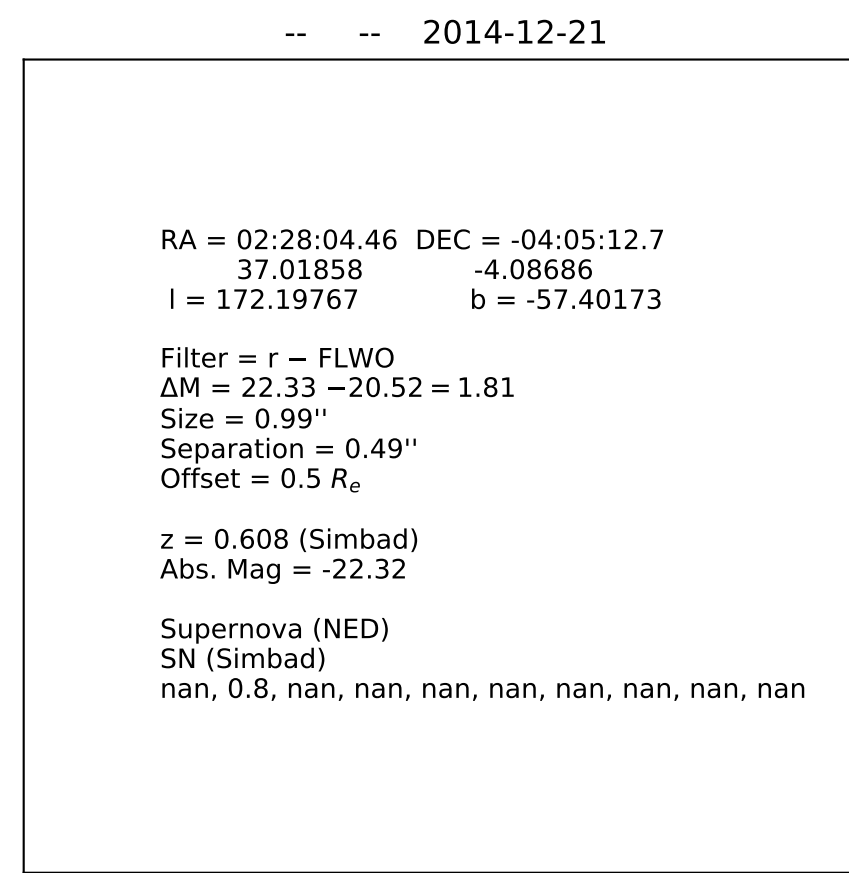 -- -- 2014-12-21
RA = 02:28:04.46 DEC = -04:05:12.7
37.01858 -4.08686
l = 172.19767 b = -57.40173
Filter = r − FLWO
ΔM = 22.33 −20.52 = 1.81
Size = 0.99''
Separation = 0.49''
Offset = 0.5 Re
z = 0.608 (Simbad)
Abs. Mag = -22.32
Supernova (NED)
SN (Simbad)
nan, 0.8, nan, nan, nan, nan, nan, nan, nan, nan